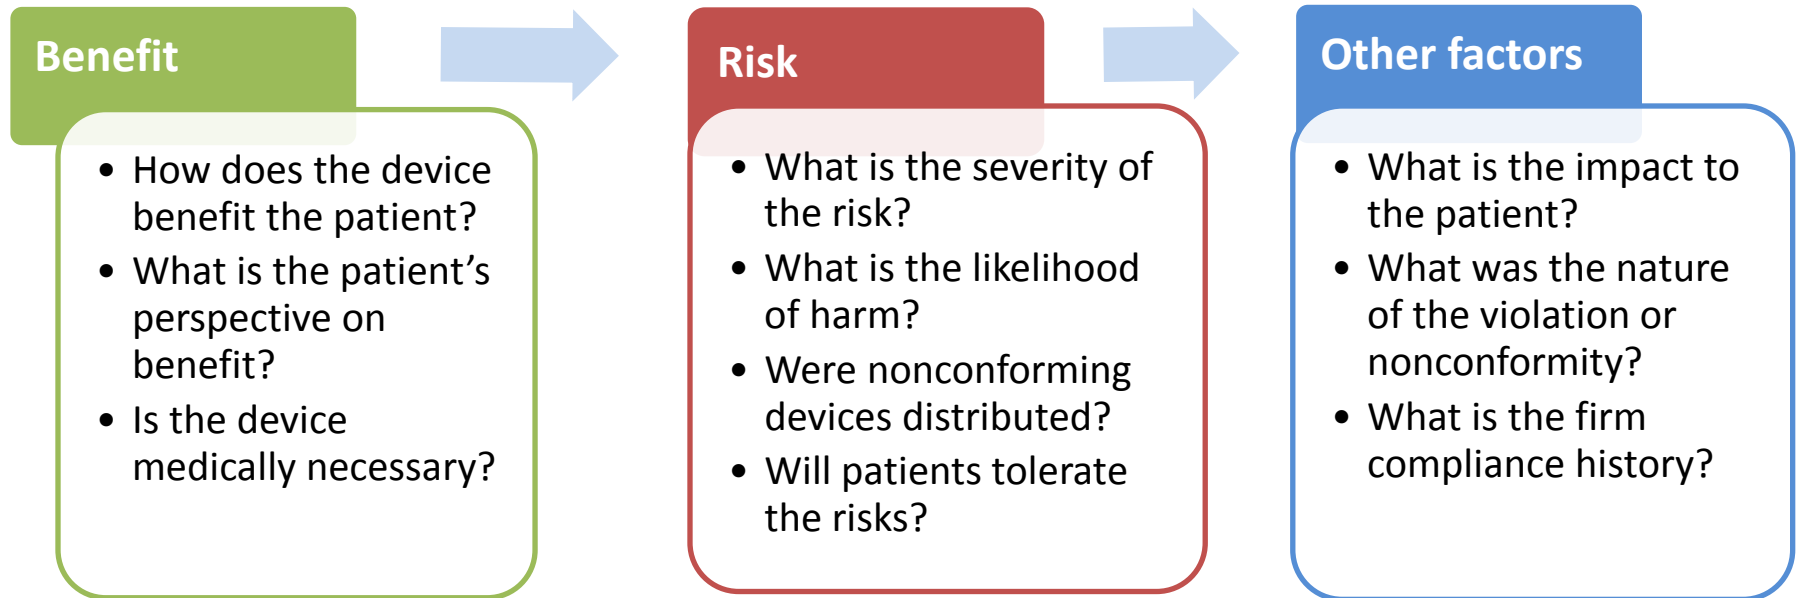 Benefit
• How does the device
benefit the patient?
• What is the patient’s
perspective on
benefit?
• Is the device
medically necessary?
Risk
• What is the severity of
the risk?
• What is the likelihood
of harm?
• Were nonconforming
devices distributed?
• Will patients tolerate
the risks?
Other factors
• What is the impact to
the patient?
• What was the nature
of the violation or
nonconformity?
• What is the firm
compliance history?